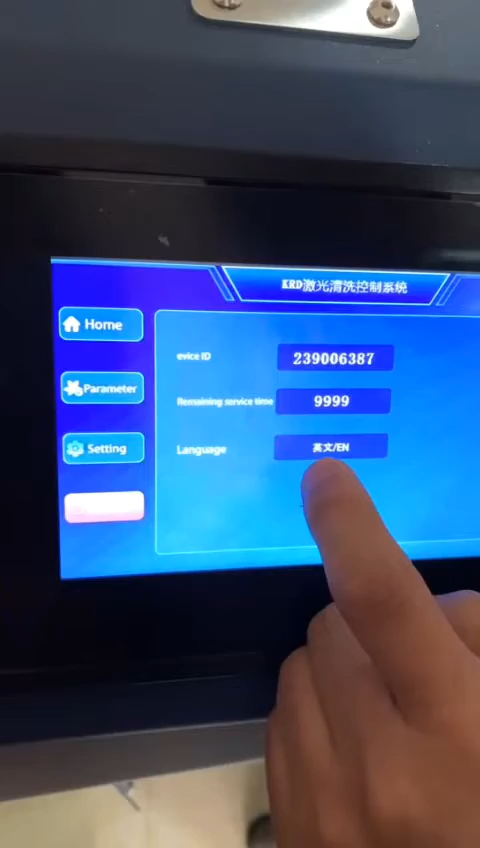 KRD激光清洗控制系统
Home
evice ID
239006387
Parameter
Remaining service time
9999
Setting
Language
英文/EN